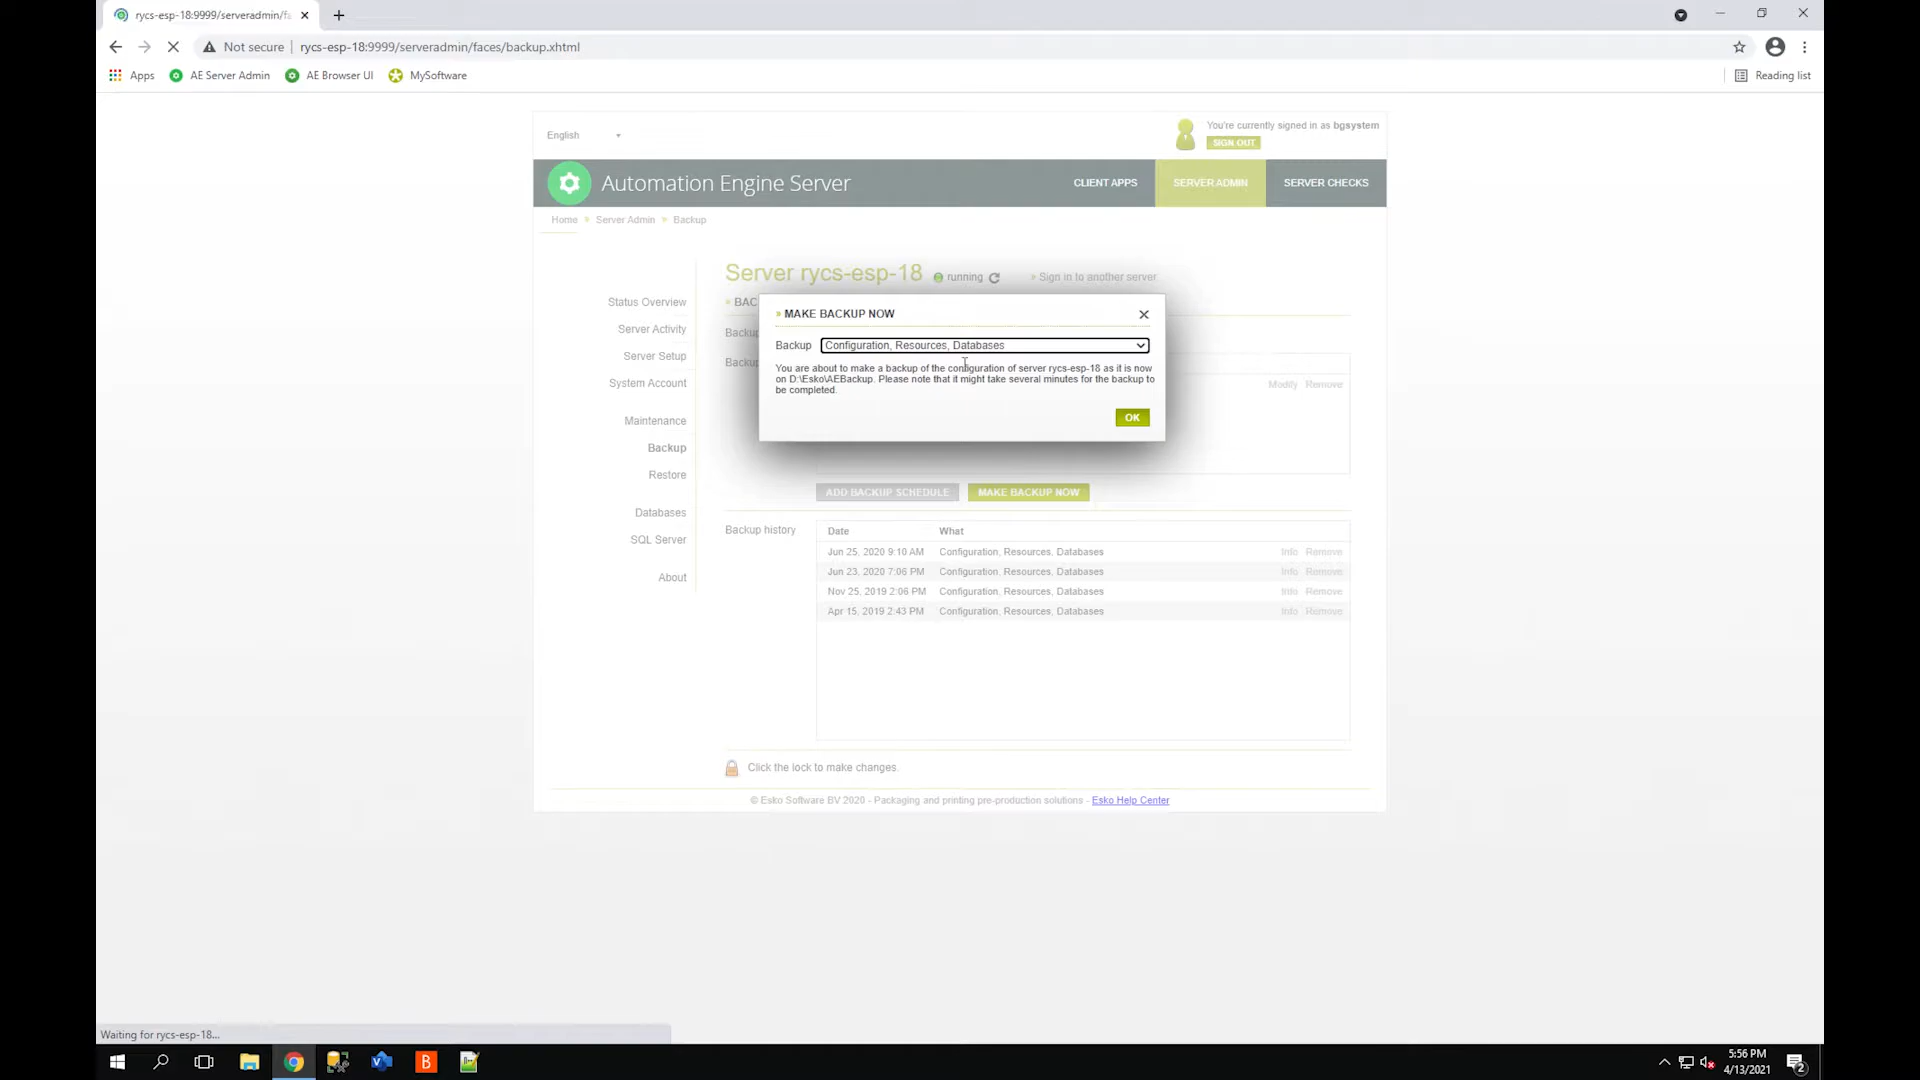 rycs-esp-18:9999/serveradmin/fa
Not secure
rycs-esp-18:9999/serveradmin/faces/backup.xhtml
Apps
AE Server Admin
AE Browser UI
MySoftware
Reading list
English
You're currently signed in as bgsystem
SIGN OUT
Automation Engine Server
CLIENT APPS
SERVER ADMIN
SERVER CHECKS
Home » Server Admin » Backup
Server rycs-esp-18
running
» Sign in to another server
Status Overview
Server Activity
Server Setup
System Account
Maintenance
Backup
Restore
Databases
SQL Server
About
» BAC
Backup
Backup
Modify Remove
» MAKE BACKUP NOW
Backup
Configuration, Resources, Databases
You are about to make a backup of the configuration of server rycs-esp-18 as it is now
on D:\Esko\AEBackup. Please note that it might take several minutes for the backup to
be completed.
OK
ADD BACKUP SCHEDULE
MAKE BACKUP NOW
Backup history
Date What
Jun 25, 2020 9:10 AM Configuration, Resources, Databases Info Remove
Jun 23, 2020 7:06 PM Configuration, Resources, Databases Info Remove
Nov 25, 2019 2:06 PM Configuration, Resources, Databases Info Remove
Apr 15, 2019 2:43 PM Configuration, Resources, Databases Info Remove
Click the lock to make changes.
© Esko Software BV 2020 - Packaging and printing pre-production solutions - Esko Help Center
Waiting for rycs-esp-18...
5:56 PM
4/13/2021
2